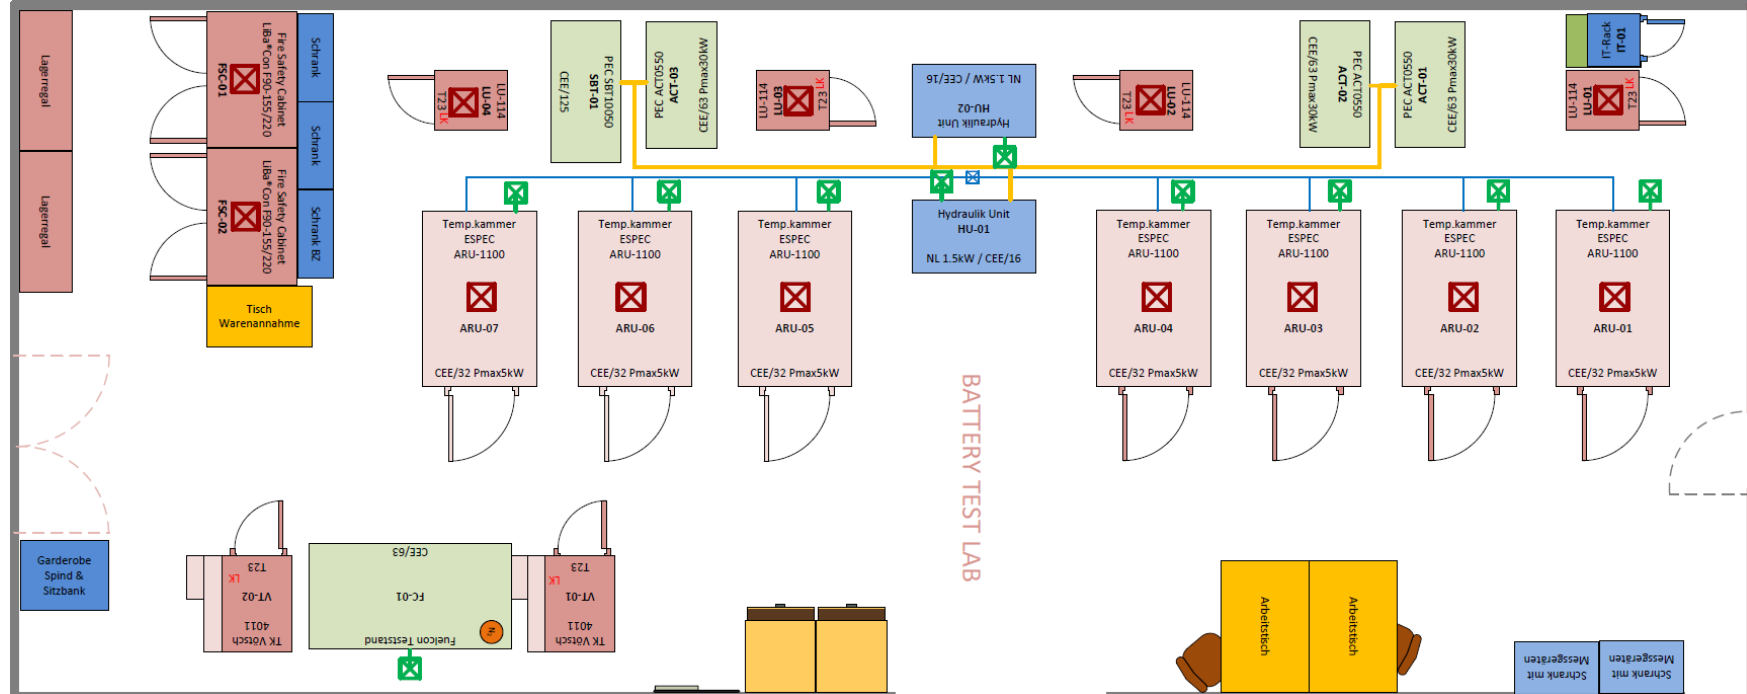 Lagerregal
Lagerregal
Fire Safety Cabinet
LiBa*Con F90-155/220
FSC-01
Fire Safety Cabinet
LiBa*Con F90-155/220
FSC-02
Schrank
Schrank
Schrank BZ
Tisch
Warenannahme
LU-114
LU-04
T23 LK
PEC SBT10050
SBT-01
CEE/125
PEC ACT0550
ACT-03
CEE/63 Pmax30kW
LU-114
LU-03
T23 LK
Hydraulik Unit
HU-02
NL 1.5kW / CEE/16
LU-114
LU-02
T23 LK
PEC ACT0550
ACT-02
CEE/63 Pmax30kW
PEC ACT0550
ACT-01
CEE/63 Pmax30kW
IT-Rack
IT-01
LU-114
LU-01
T23 LK
Hydraulik Unit
HU-01
NL 1.5kW / CEE/16
Temp.kammer
ESPEC
ARU-1100
ARU-07
CEE/32 Pmax5kW
Temp.kammer
ESPEC
ARU-1100
ARU-06
CEE/32 Pmax5kW
Temp.kammer
ESPEC
ARU-1100
ARU-05
CEE/32 Pmax5kW
Temp.kammer
ESPEC
ARU-1100
ARU-04
CEE/32 Pmax5kW
Temp.kammer
ESPEC
ARU-1100
ARU-03
CEE/32 Pmax5kW
Temp.kammer
ESPEC
ARU-1100
ARU-02
CEE/32 Pmax5kW
Temp.kammer
ESPEC
ARU-1100
ARU-01
CEE/32 Pmax5kW
BATTERY TEST LAB
Garderobe
Spind &
Sitzbank
TK Vötsch
4011
VT-02
LK
T23
Fuelcon Teststand
FC-01
CEE/63
N₂
TK Vötsch
4011
VT-01
LK
T23
Arbeitstisch
Arbeitstisch
Schrank mit
Messgeräten
Schrank mit
Messgeräten